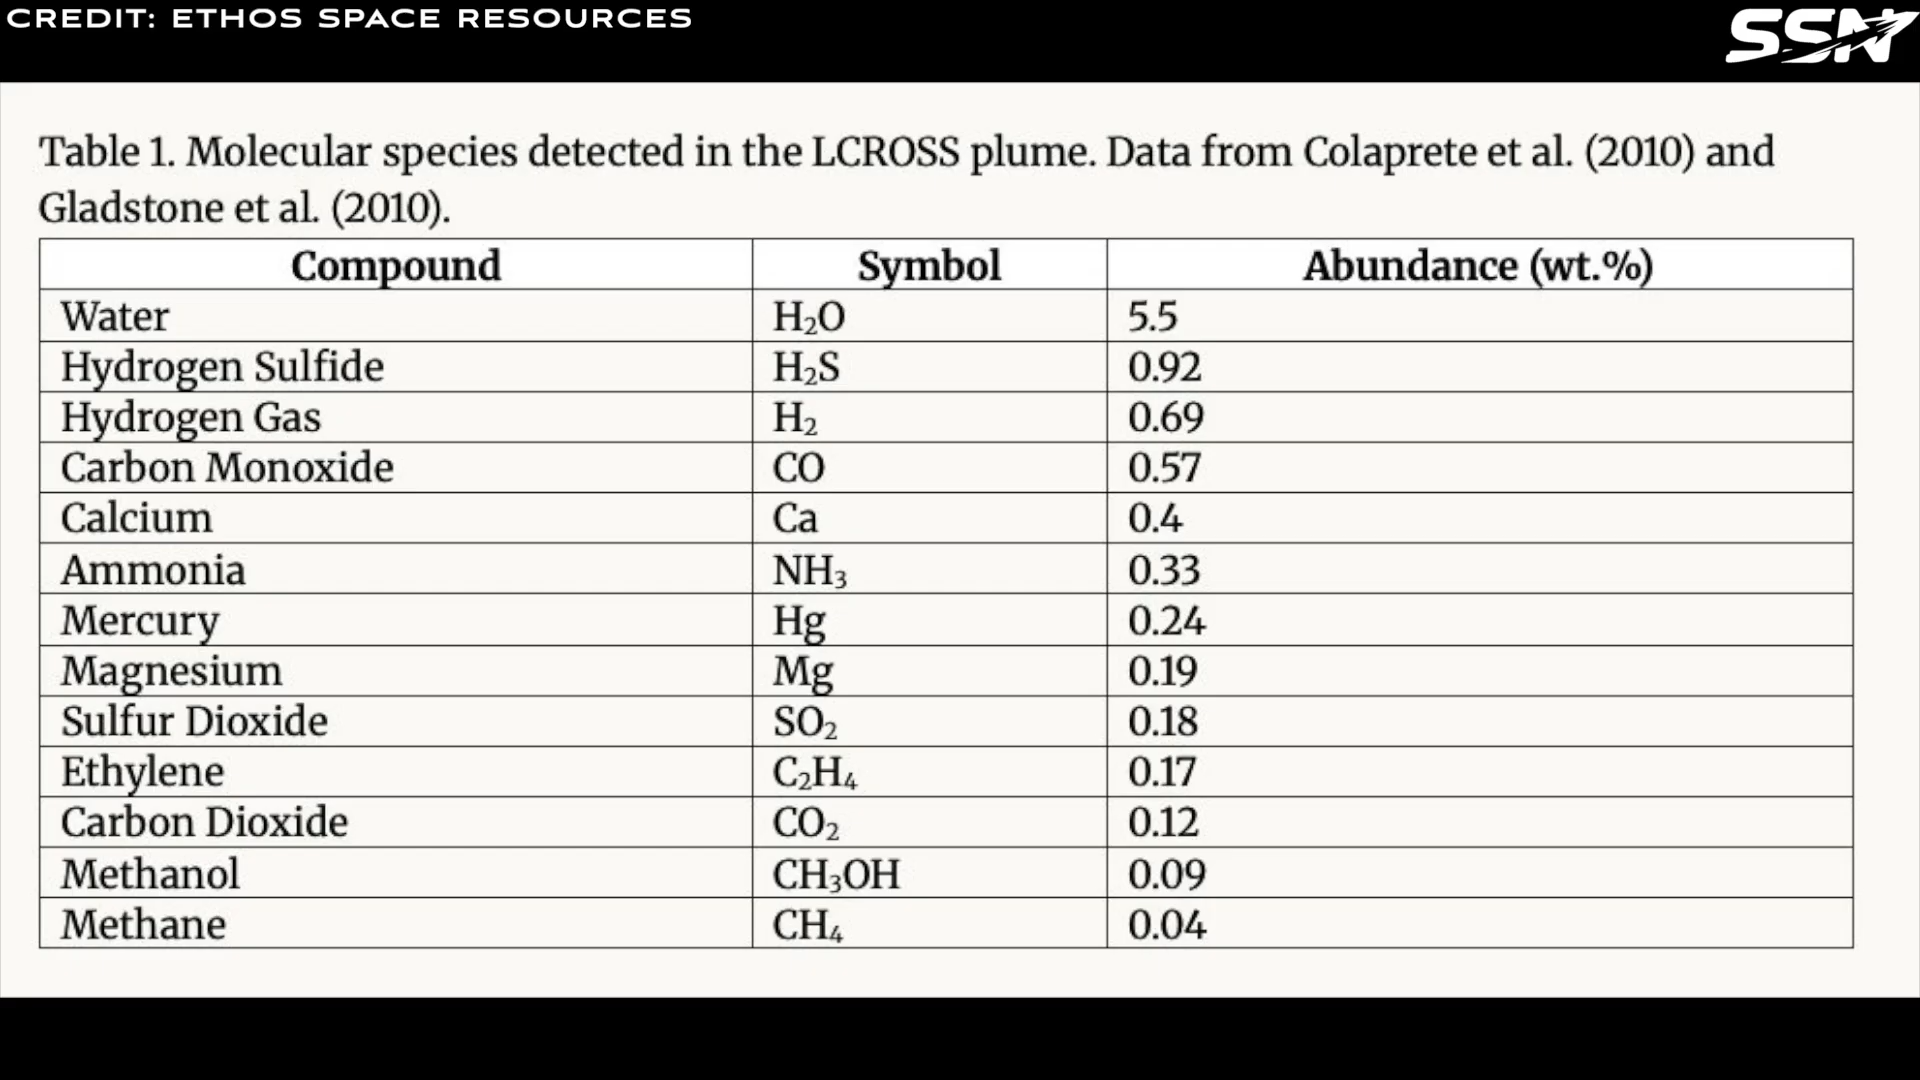 CREDIT: ETHOS SPACE RESOURCES
SSN
Table 1. Molecular species detected in the LCROSS plume. Data from Colaprete et al. (2010) and
Gladstone et al. (2010).
Compound Symbol Abundance (wt.%)
Water H₂O 5.5
Hydrogen Sulfide H₂S 0.92
Hydrogen Gas H₂ 0.69
Carbon Monoxide CO 0.57
Calcium Ca 0.4
Ammonia NH₃ 0.33
Mercury Hg 0.24
Magnesium Mg 0.19
Sulfur Dioxide SO₂ 0.18
Ethylene C₂H₄ 0.17
Carbon Dioxide CO₂ 0.12
Methanol CH₃OH 0.09
Methane CH₄ 0.04